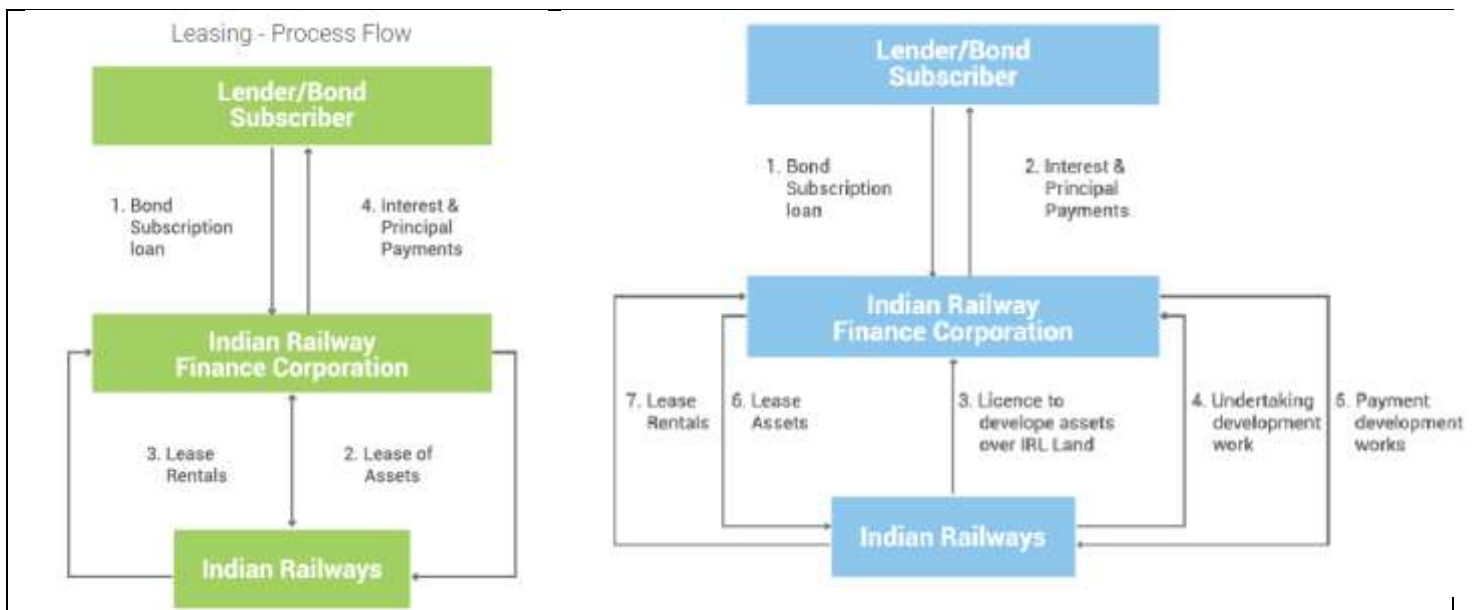 Leasing - Process Flow
Lender/Bond
Subscriber
1. Bond
Subscription
loan
4. Interest &
Principal
Payments
Indian Railway
Finance Corporation
3. Lease
Rentals
2. Lease of
Assets
Indian Railways
Lender/Bond
Subscriber
1. Bond
Subscription
loan
2. Interest &
Principal
Payments
Indian Railway
Finance Corporation
7. Lease
Rentals
6. Lease
Assets
3. Licence to
develope assets
over IRL Land
4. Undertaking
development
work
5. Payment
development
works
Indian Railways